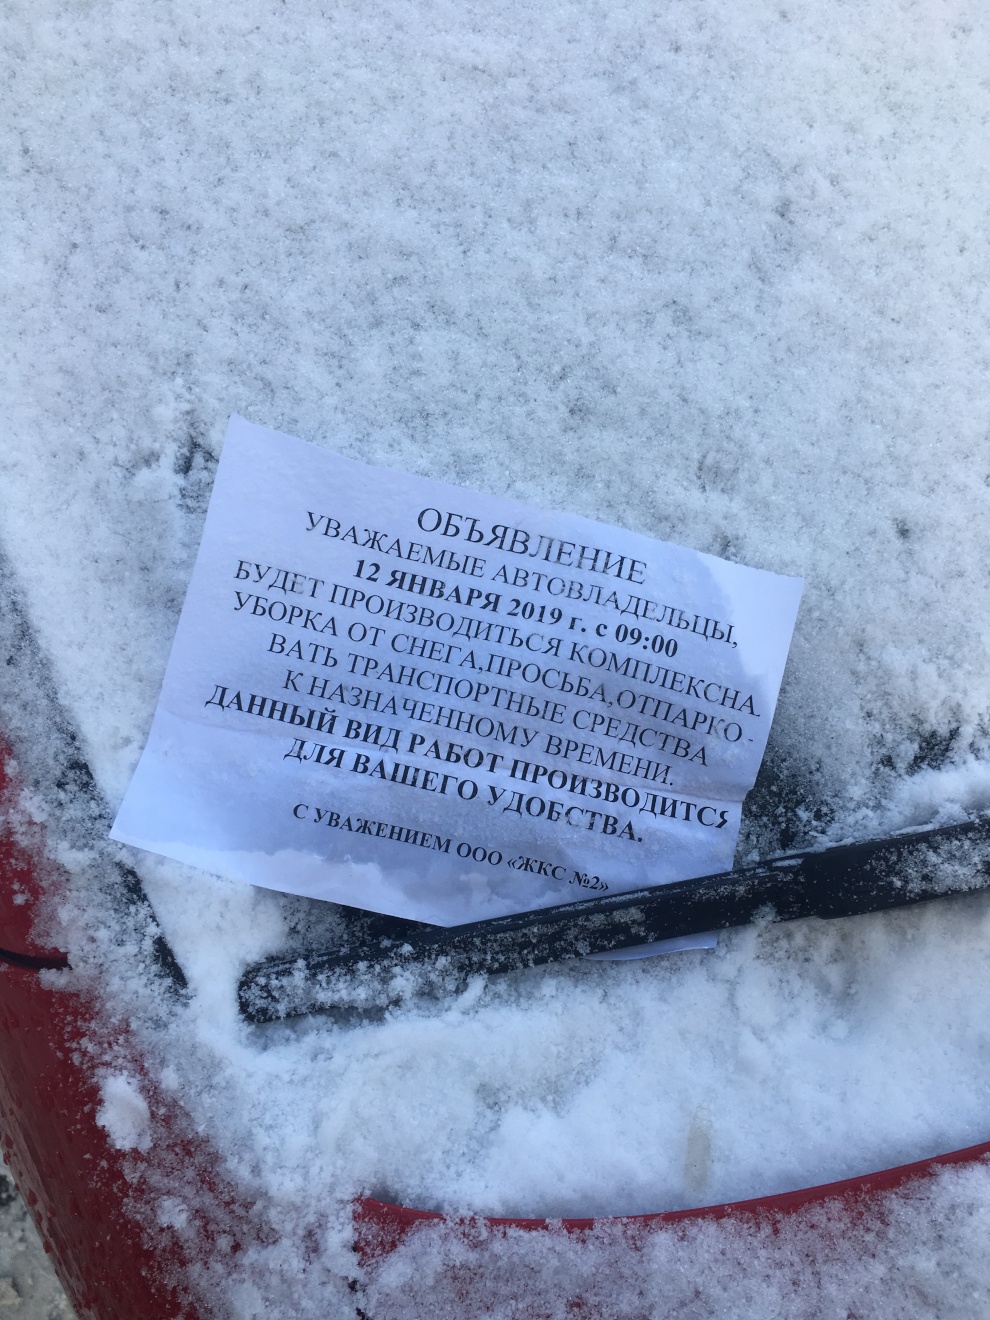 ОБЪЯВЛЕНИЕ
УВАЖАЕМЫЕ АВТОВЛАДЕЛЬЦЫ,
12 ЯНВАРЯ 2019 г. с 09:00
БУДЕТ ПРОИЗВОДИТЬСЯ КОМПЛЕКСНА
УБОРКА ОТ СНЕГА,ПРОСЬБА,ОТПАРКО -
ВАТЬ ТРАНСПОРТНЫЕ СРЕДСТВА
К НАЗНАЧЕННОМУ ВРЕМЕНИ.
ДАННЫЙ ВИД РАБОТ ПРОИЗВОДИТСЯ
ДЛЯ ВАШЕГО УДОБСТВА.
С УВАЖЕНИЕМ ООО «ЖКС №2»